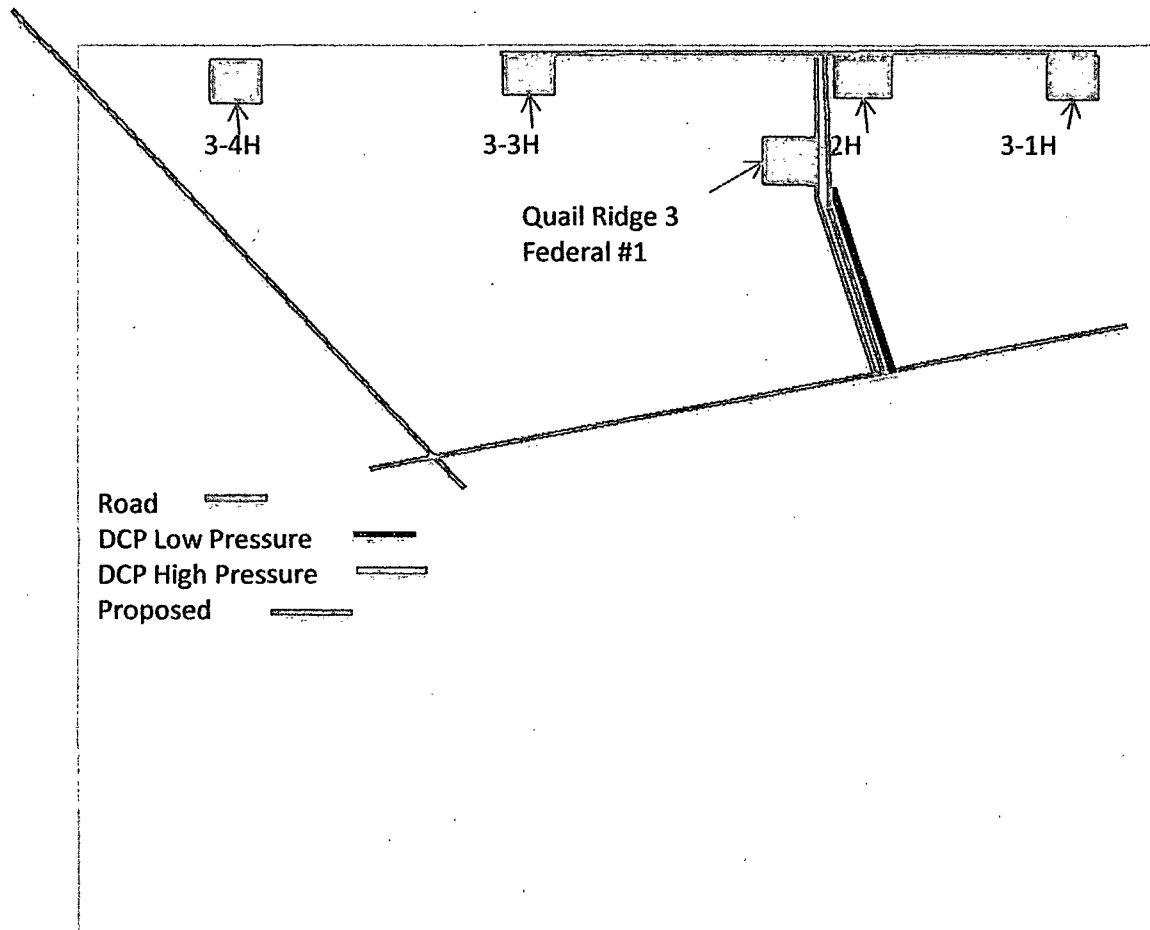 3-4H
3-3H
2H
3-1H
Quail Ridge 3
Federal #1
Road
DCP Low Pressure
DCP High Pressure
Proposed